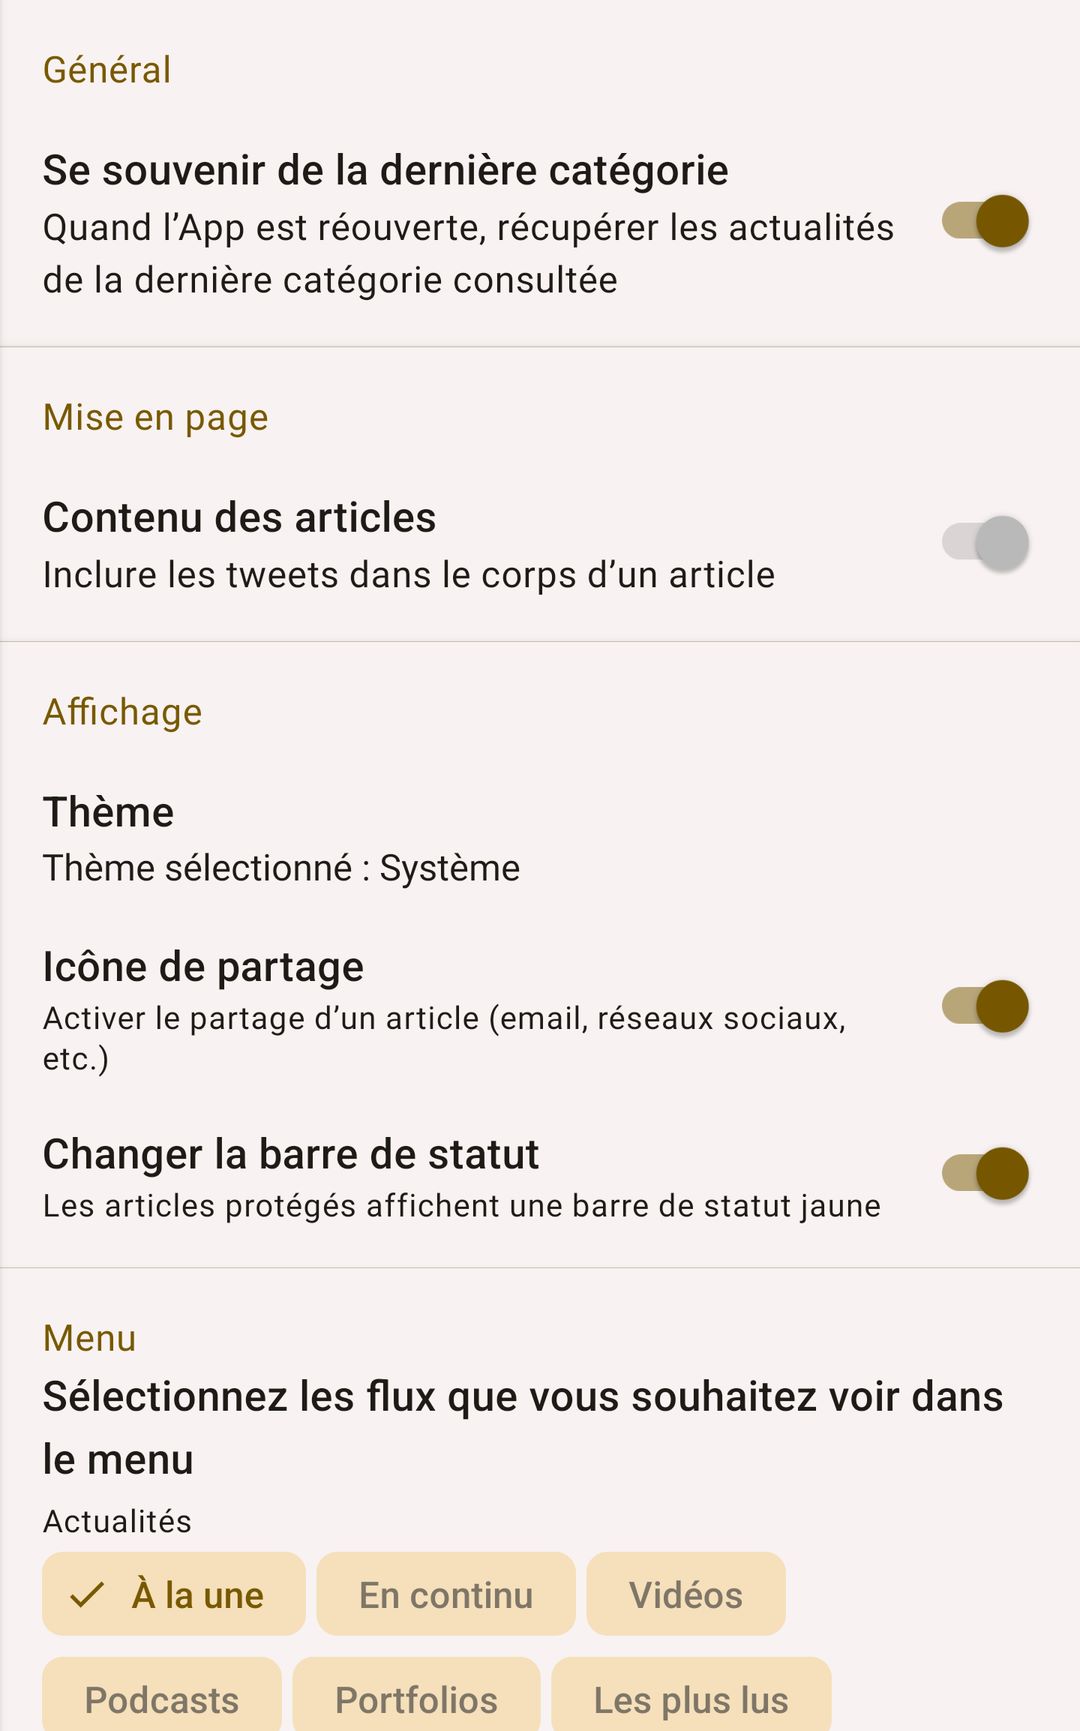 Général
Se souvenir de la dernière catégorie
Quand l’App est réouverte, récupérer les actualités
de la dernière catégorie consultée
Mise en page
Contenu des articles
Inclure les tweets dans le corps d’un article
Affichage
Thème
Thème sélectionné : Système
Icône de partage
Activer le partage d’un article (email, réseaux sociaux,
etc.)
Changer la barre de statut
Les articles protégés affichent une barre de statut jaune
Menu
Sélectionnez les flux que vous souhaitez voir dans
le menu
Actualités
À la une En continu Vidéos
Podcasts Portfolios Les plus lus